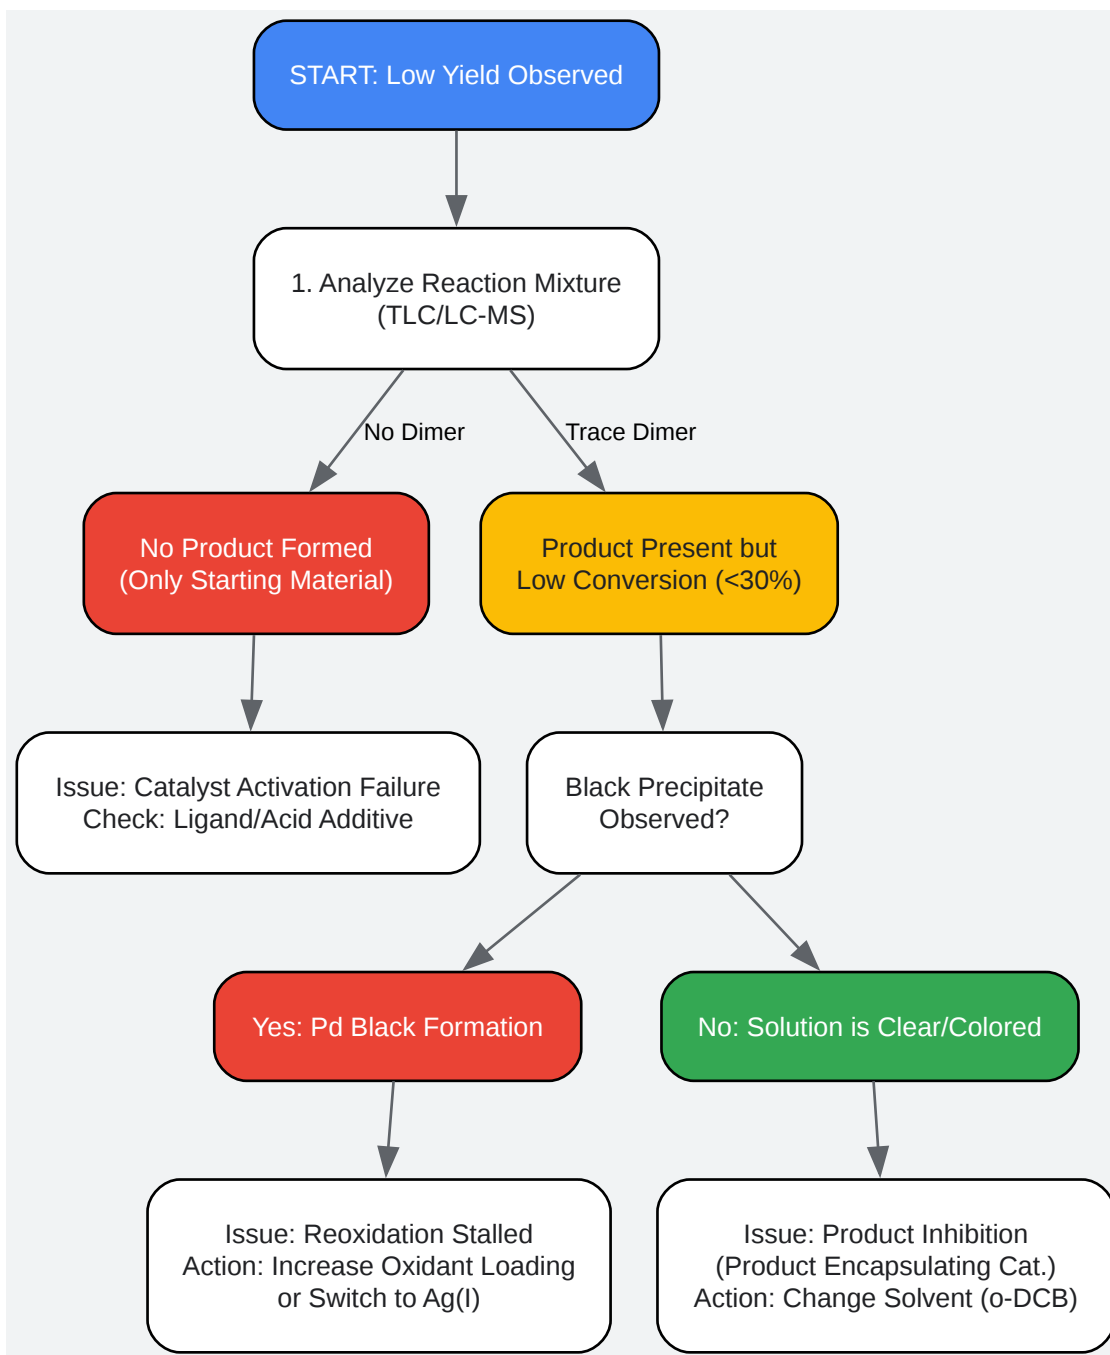 START: Low Yield Observed
1. Analyze Reaction Mixture
(TLC/LC-MS)
No Dimer
Trace Dimer
No Product Formed
(Only Starting Material)
Product Present but
Low Conversion (<30%)
Issue: Catalyst Activation Failure
Check: Ligand/Acid Additive
Black Precipitate
Observed?
Yes: Pd Black Formation
No: Solution is Clear/Colored
Issue: Reoxidation Stalled
Action: Increase Oxidant Loading
or Switch to Ag(I)
Issue: Product Inhibition
(Product Encapsulating Cat.)
Action: Change Solvent (o-DCB)